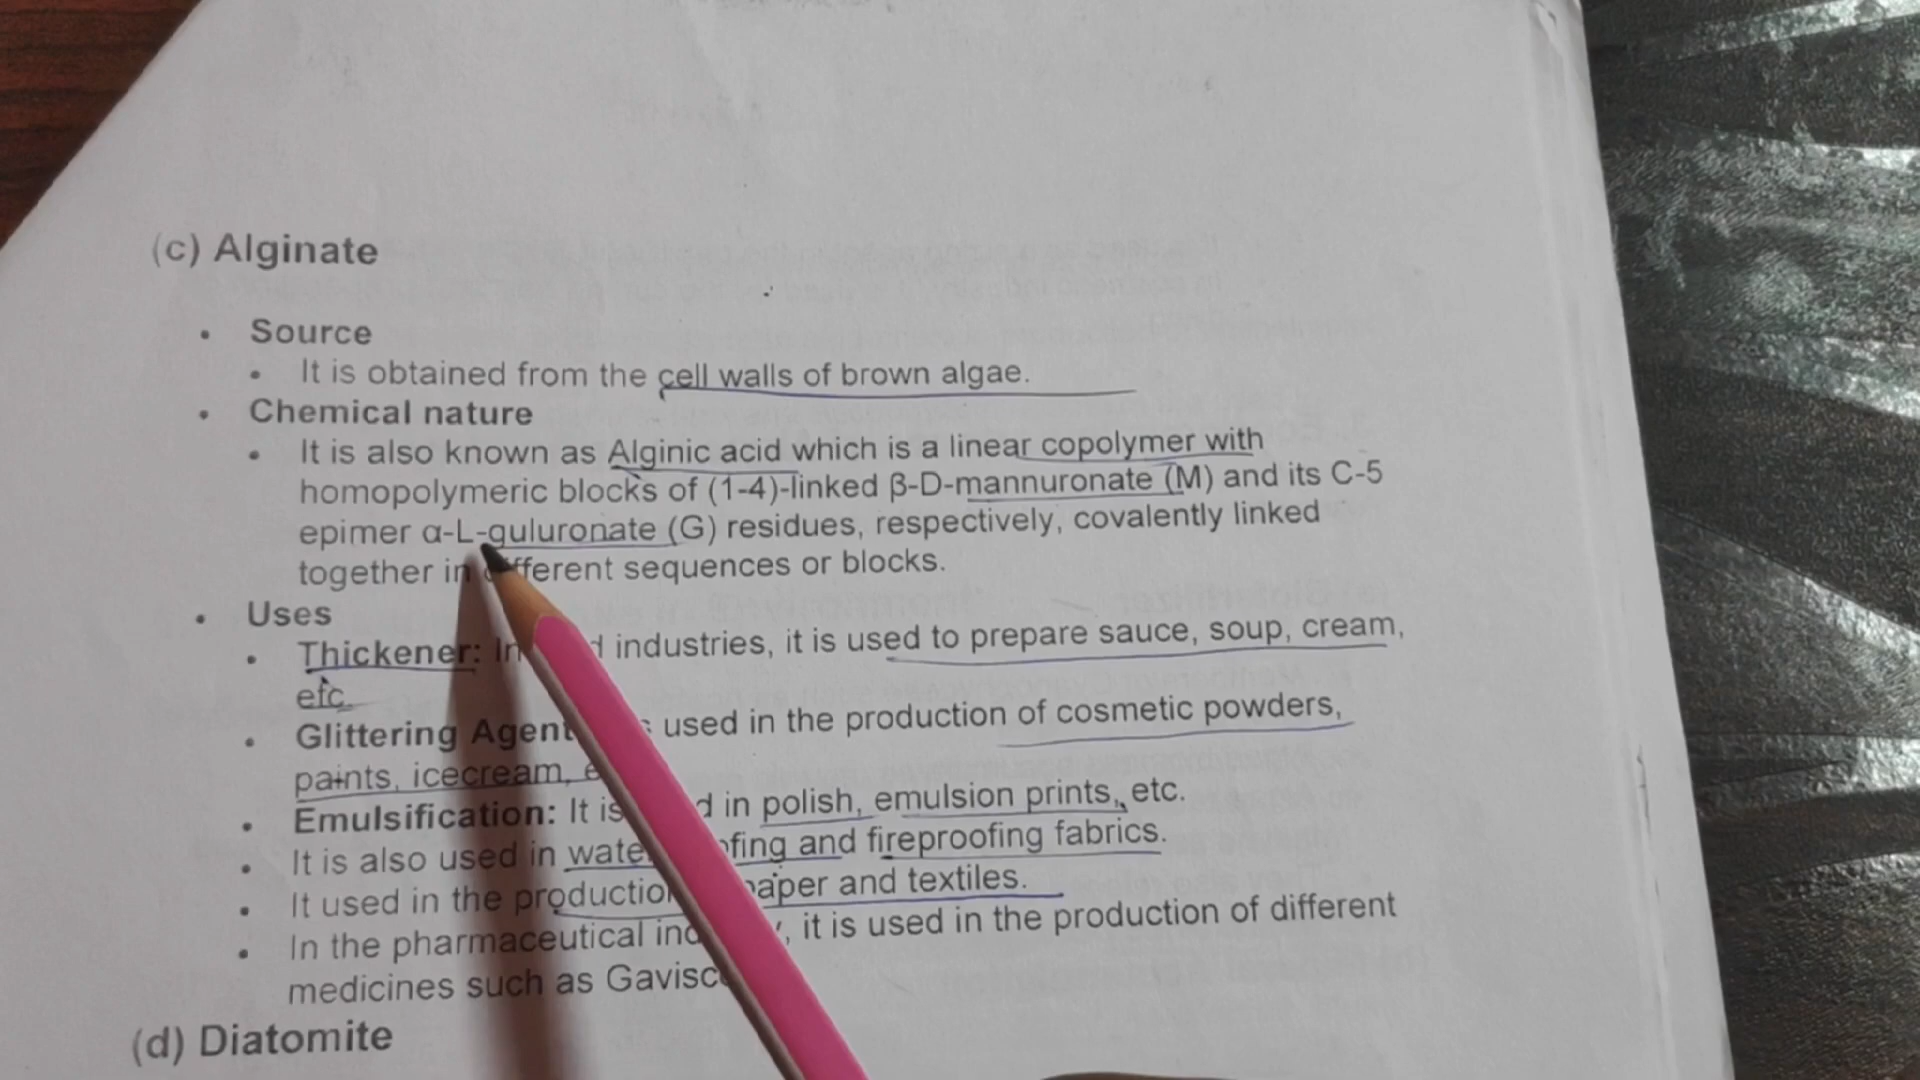 (c) Alginate
• Source
• It is obtained from the cell walls of brown algae.
• Chemical nature
• It is also known as Alginic acid which is a linear copolymer with
homopolymeric blocks of (1-4)-linked β-D-mannuronate (M) and its C-5
epimer α-L-guluronate (G) residues, respectively, covalently linked
together in different sequences or blocks.
• Uses
• Thickener: In industries, it is used to prepare sauce, soup, cream,
etc.
• Glittering Agent used in the production of cosmetic powders,
paints, icecream,
• Emulsification: It is in polish, emulsion prints, etc.
• It is also used in and fireproofing fabrics.
• It used in the production paper and textiles.
• In the pharmaceutical it is used in the production of different
medicines such as
(d) Diatomite